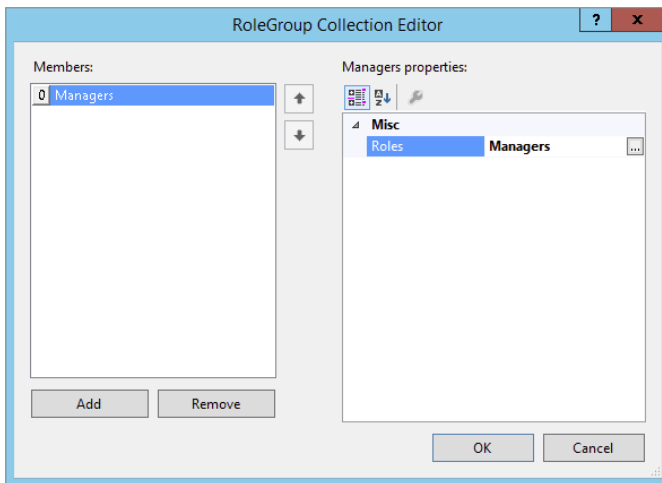 RoleGroup Collection Editor
? x
Members:
0 Managers
Add Remove
Managers properties:
A Z
Misc
Roles Managers ...
OK Cancel